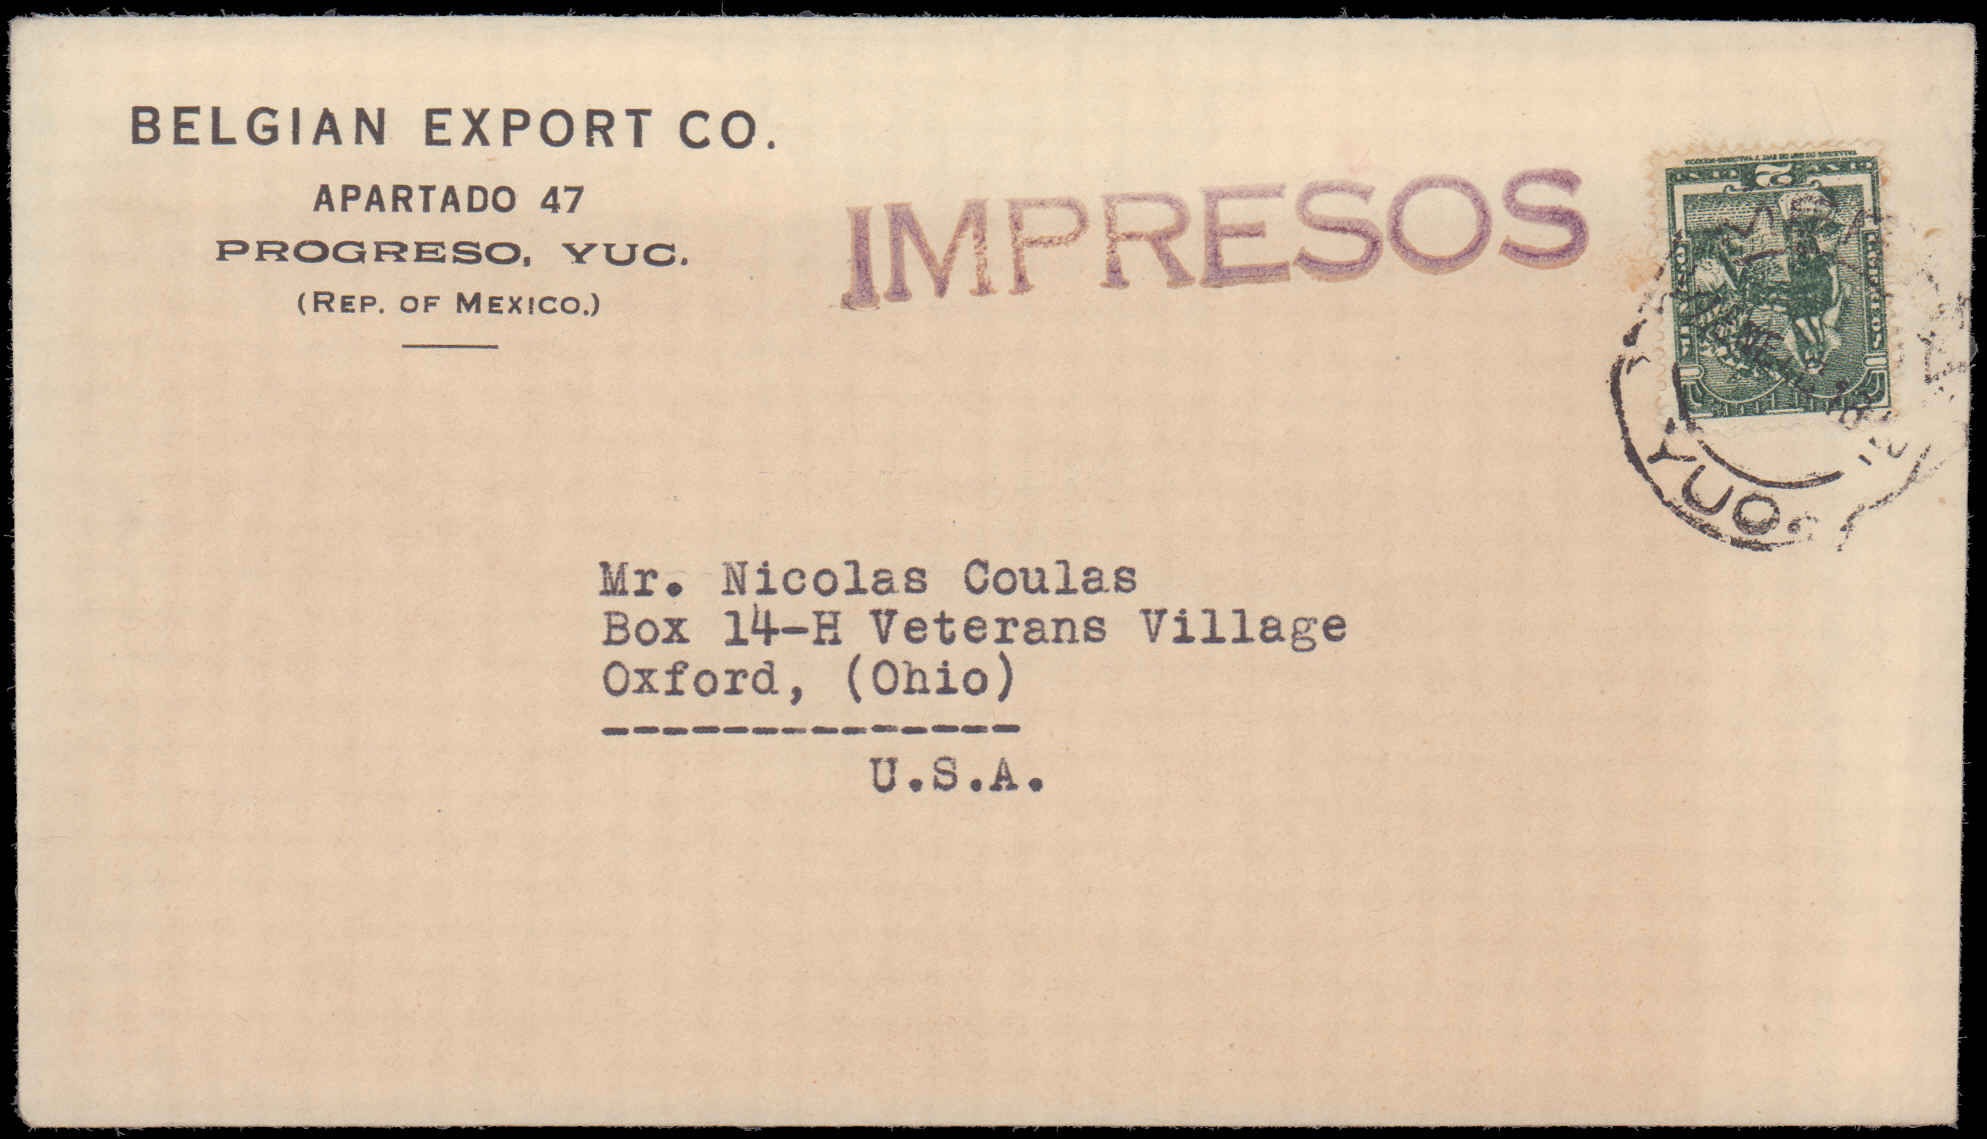 BELGIAN EXPORT CO.
APARTADO 47
PROGRESO, YUC.
(REP. OF MEXICO.)
IMPRESOS
2
YUC.
Mr. Nicolas Coulas
Box 14-H Veterans Village
Oxford, (Ohio)
--------------
U.S.A.